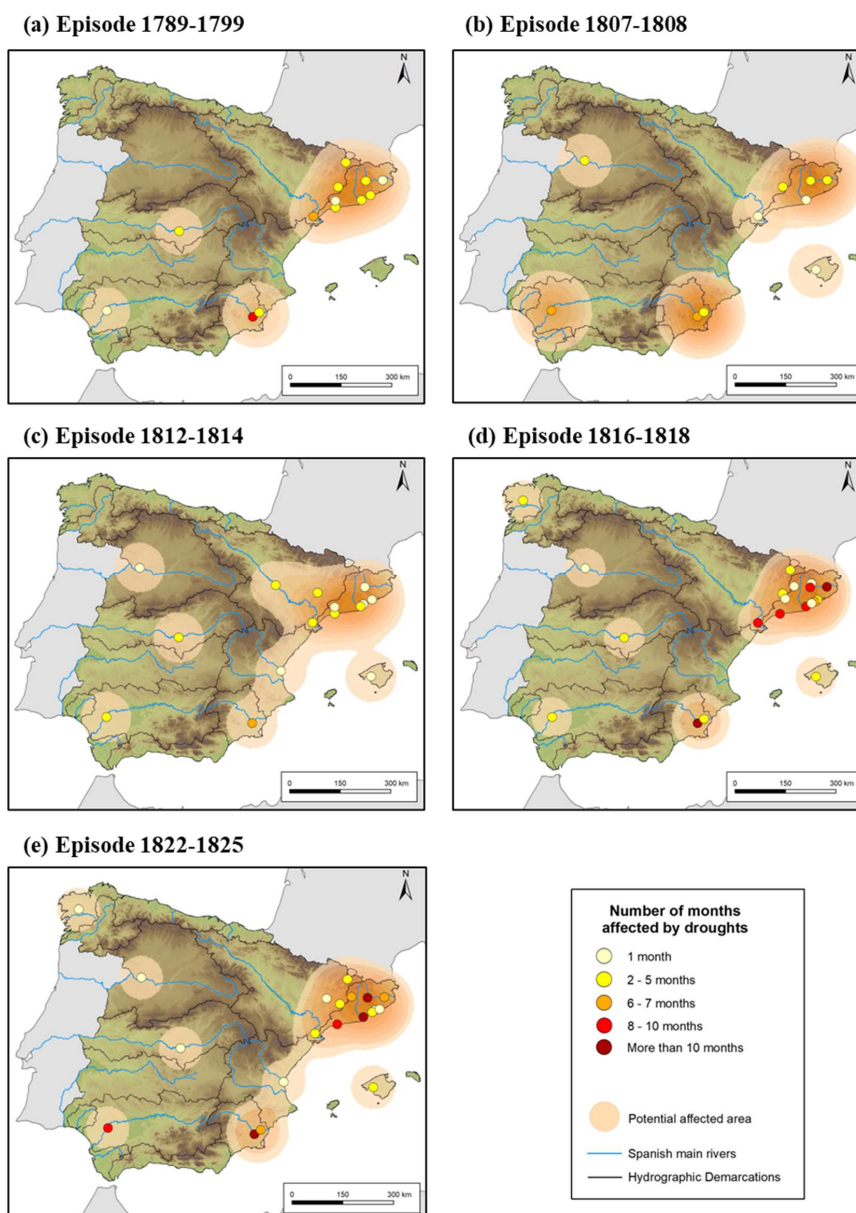 (a) Episode 1789-1799
(b) Episode 1807-1808
N
0 150 300 km
N
0 150 300 km
(c) Episode 1812-1814
(d) Episode 1816-1818
N
0 150 300 km
N
0 150 300 km
(e) Episode 1822-1825
N
0 150 300 km
Number of months
affected by droughts
1 month
2 - 5 months
6 - 7 months
8 - 10 months
More than 10 months
Potential affected area
Spanish main rivers
Hydrographic Demarcations